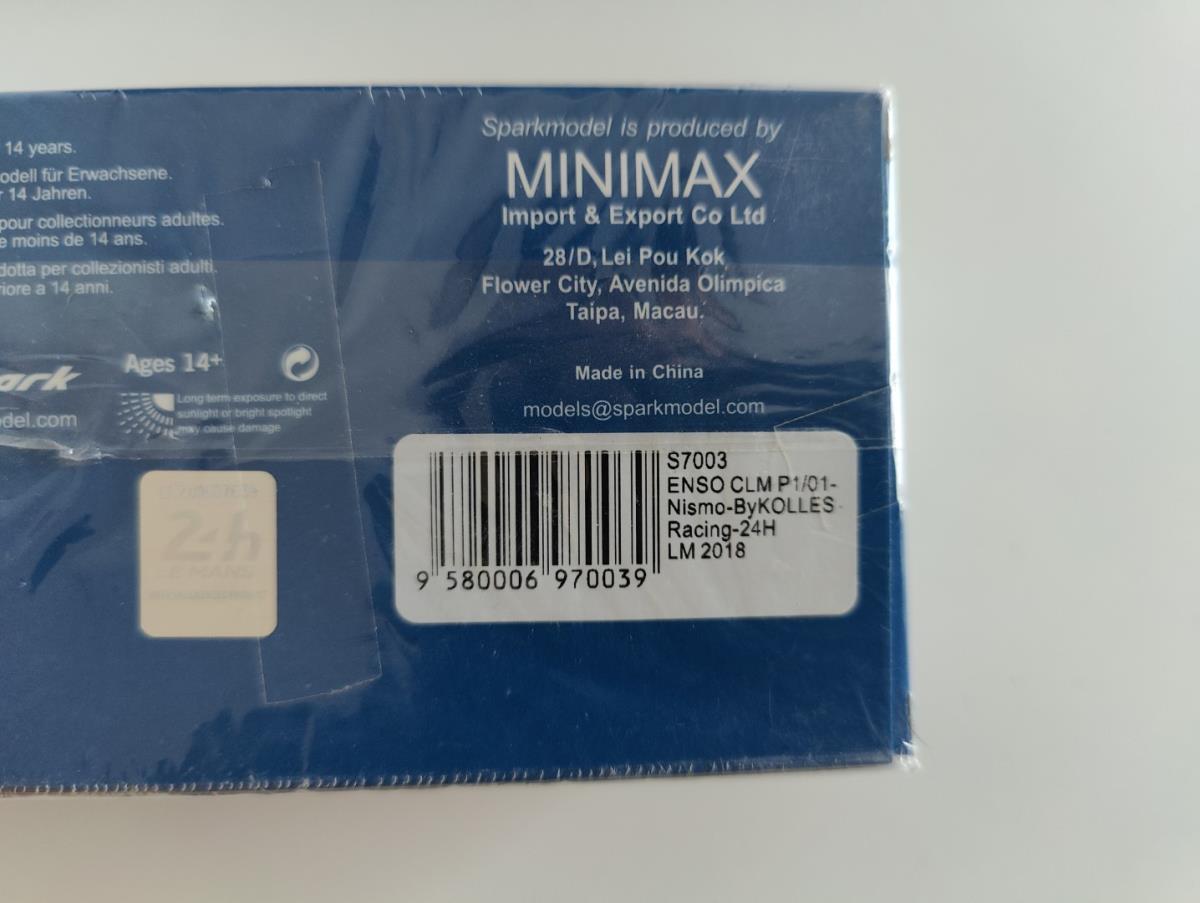 14 years.
odell für Erwachsene.
14 Jahren.
pour collectionneurs adultes.
e moins de 14 ans.
dotta per collezionisti adulti.
riore a 14 anni.
Ages 14+
ark
del.com
Long term exposure to direct
sunlight or bright spotlight
may cause damage
24h
LE MANS
Sparkmodel is produced by
MINIMAX
Import & Export Co Ltd
28/D, Lei Pou Kok
Flower City, Avenida Olimpica
Taipa, Macau.
Made in China
models@sparkmodel.com
S7003
ENSO CLM P1/01-
Nismo-ByKOLLES
Racing-24H
LM 2018
9 580006 970039